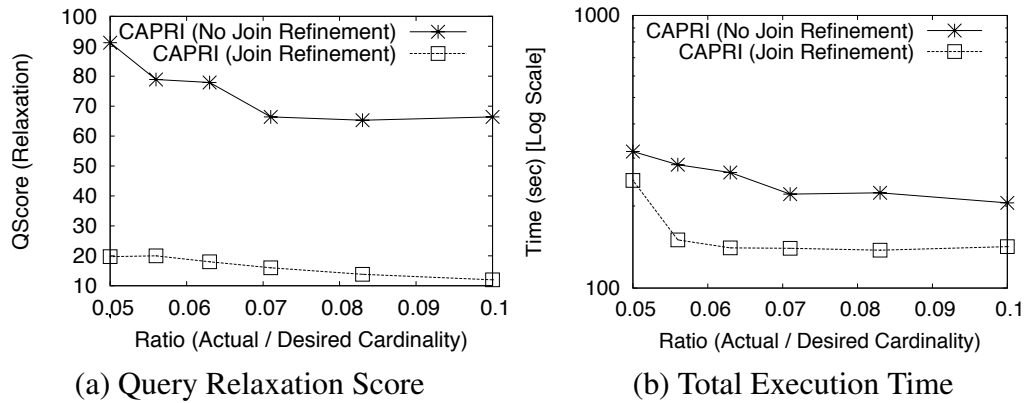 100
90
80
70
60
50
40
30
20
10
QScore (Relaxation)
CAPRI (No Join Refinement)
CAPRI (Join Refinement)
0.05 0.06 0.07 0.08 0.09 0.1
Ratio (Actual / Desired Cardinality)
(a) Query Relaxation Score
1000
100
Time (sec) [Log Scale]
CAPRI (No Join Refinement)
CAPRI (Join Refinement)
0.05 0.06 0.07 0.08 0.09 0.1
Ratio (Actual / Desired Cardinality)
(b) Total Execution Time